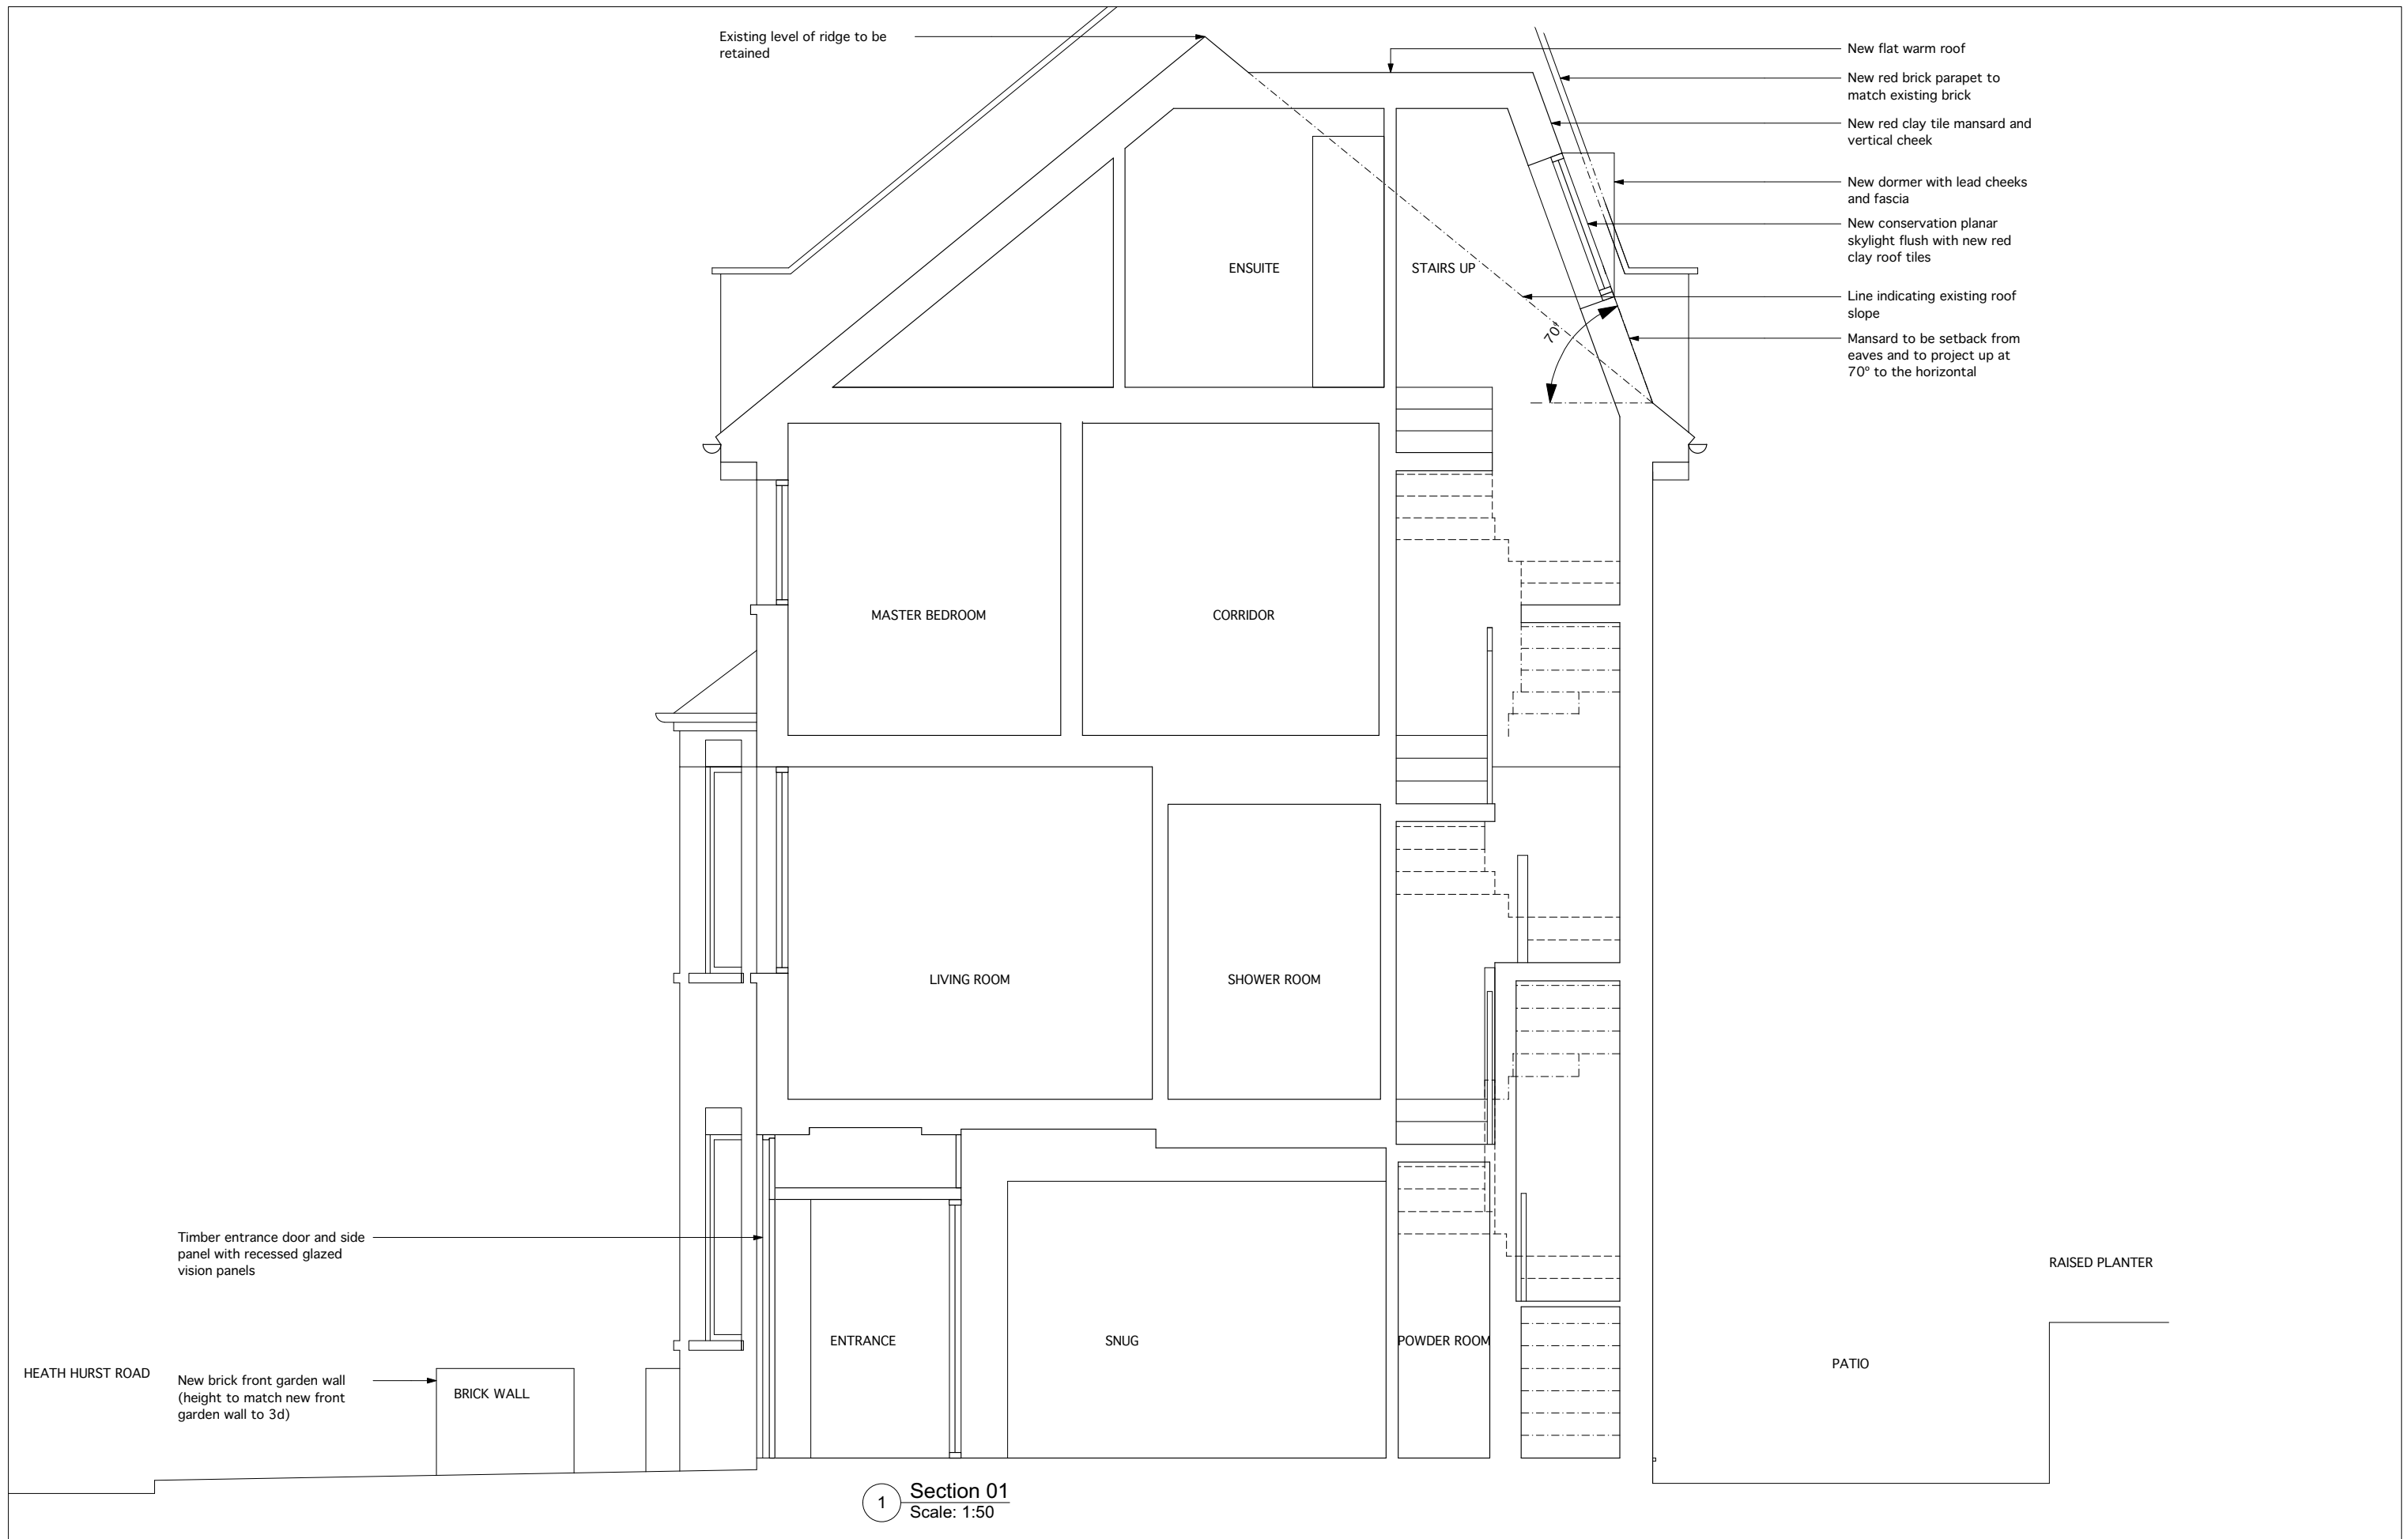 Existing level of ridge to be
retained
New flat warm roof
New red brick parapet to
match existing brick
New red clay tile mansard and
vertical cheek
New dormer with lead cheeks
and fascia
New conservation planar
skylight flush with new red
clay roof tiles
Line indicating existing roof
slope
Mansard to be setback from
eaves and to project up at
70° to the horizontal
70°
ENSUITE
STAIRS UP
MASTER BEDROOM
CORRIDOR
LIVING ROOM
SHOWER ROOM
Timber entrance door and side
panel with recessed glazed
vision panels
RAISED PLANTER
ENTRANCE
SNUG
POWDER ROOM
PATIO
HEATH HURST ROAD
New brick front garden wall
(height to match new front
garden wall to 3d)
BRICK WALL
1
Section 01
Scale: 1:50